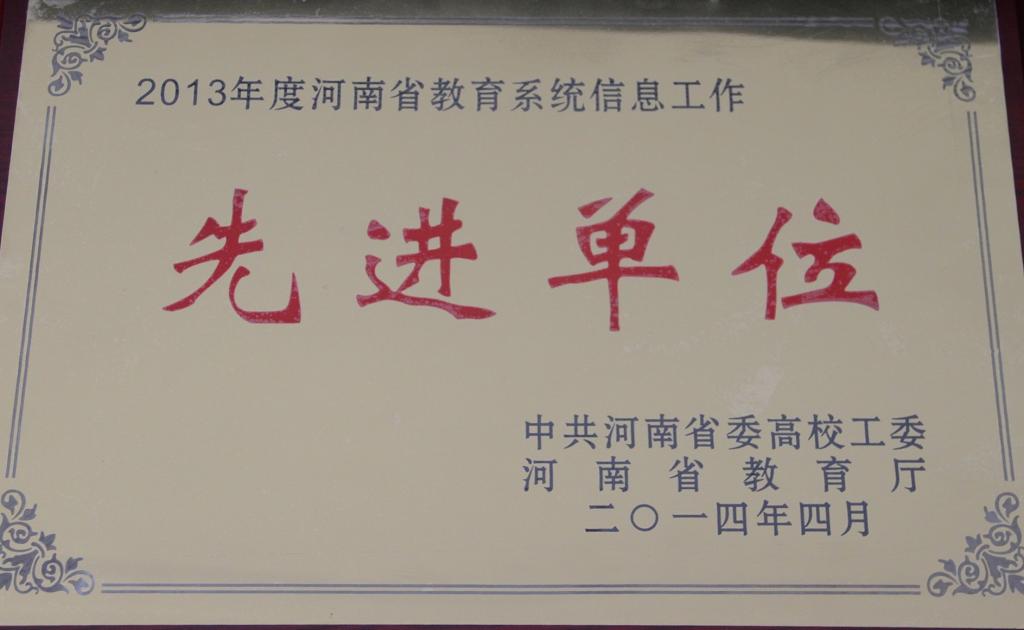 2013年度河南省教育系统信息工作
先进单位
中共河南省委高校工委
河南省教育厅
二〇一四年四月